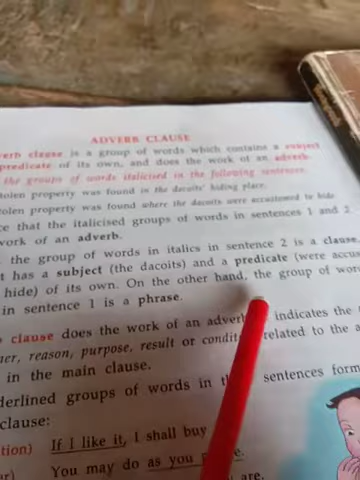 ADVERB CLAUSE
verb clause is a group of words which contains a subject
predicate of its own, and does the work of an adverb.
the groups of words italicised in the following sentences.
tolen property was found in the dacoits' hiding place.
tolen property was found where the dacoits were accustomed to hide.
ce that the italicised groups of words in sentences 1 and 2
work of an adverb.
the group of words in italics in sentence 2 is a clause
t has a subject (the dacoits) and a predicate (were accus
hide) of its own. On the other hand, the group of wor
in sentence 1 is a phrase.
clause does the work of an adverb indicates the
ner, reason, purpose, result or condit related to the a
in the main clause.
derlined groups of words in th sentences form
clause:
tion) If I like it, I shall buy
er) You may do as you p e.
are.